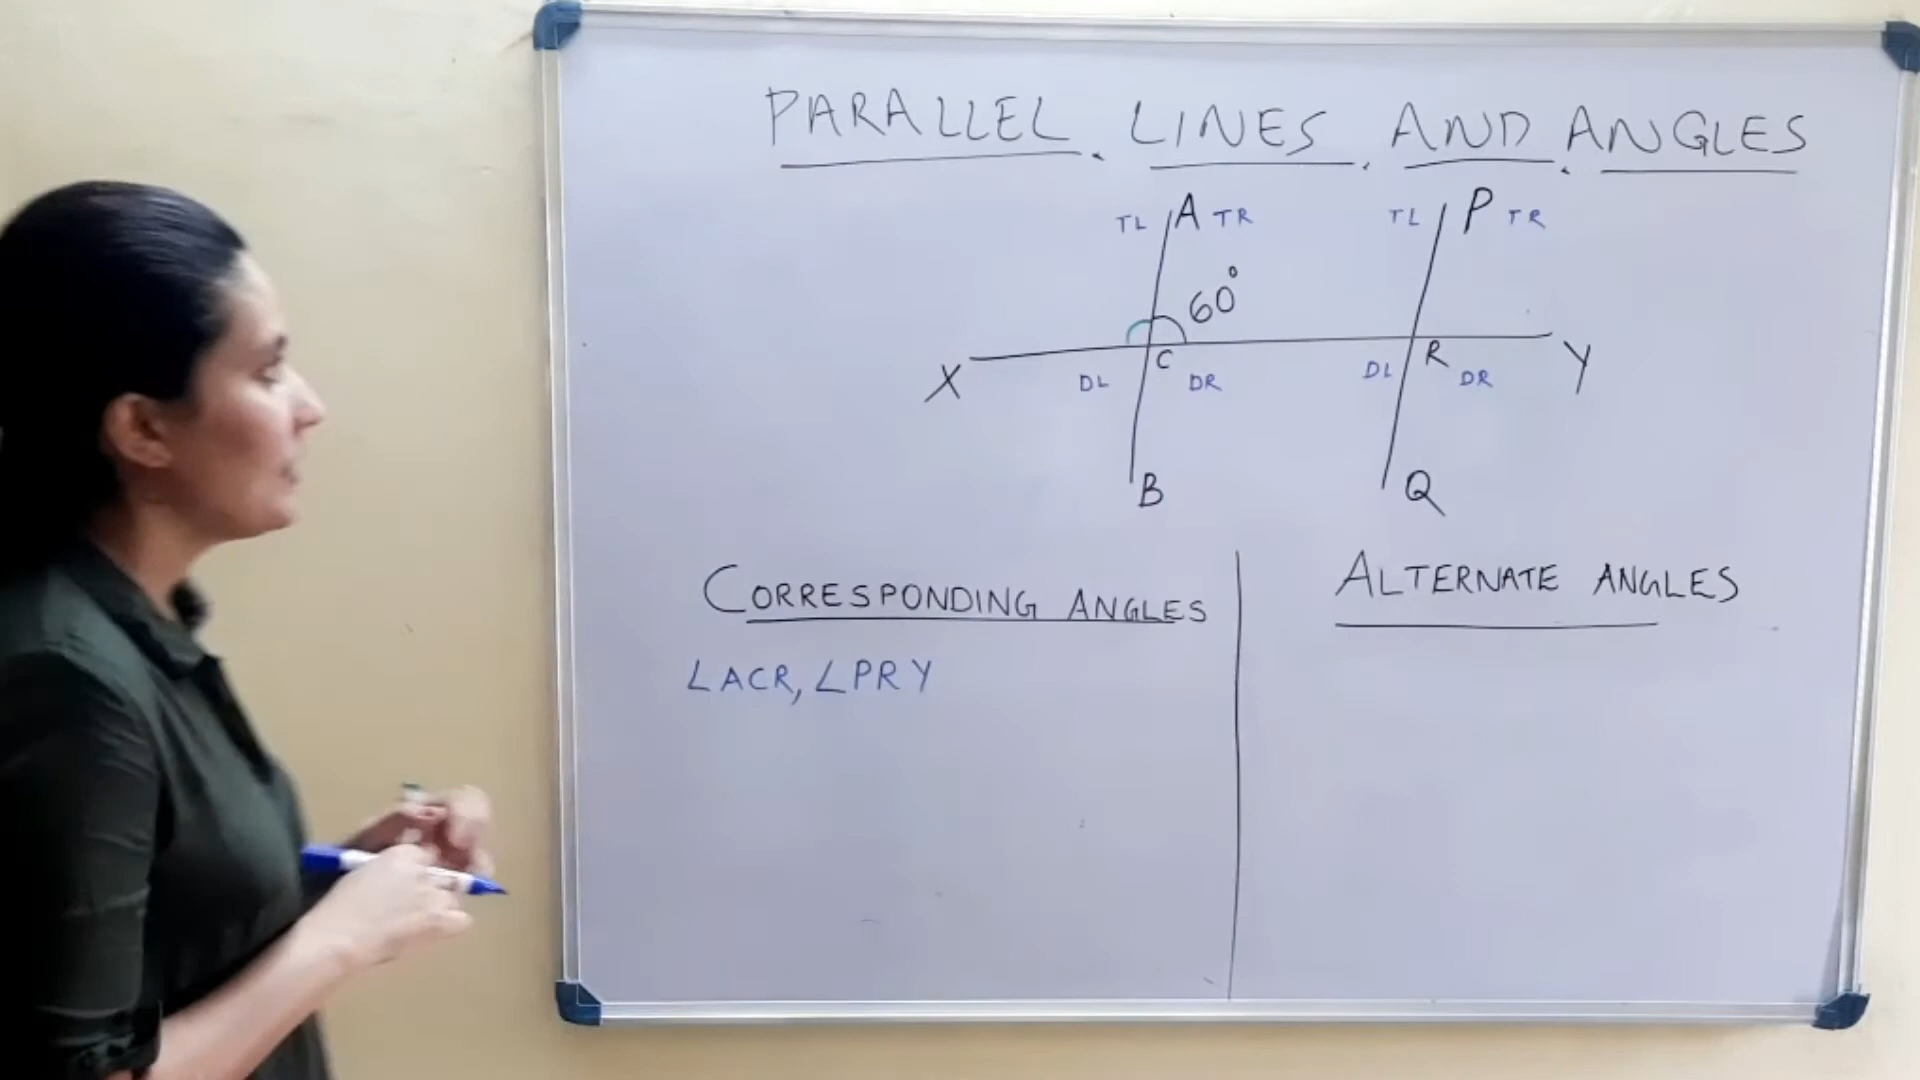 PARALLEL LINES AND ANGLES
TL A TR TL P TR
60°
X DL C DR DL R DR Y
B Q
CORRESPONDING ANGLES
∠ACR, ∠PRY
ALTERNATE ANGLES